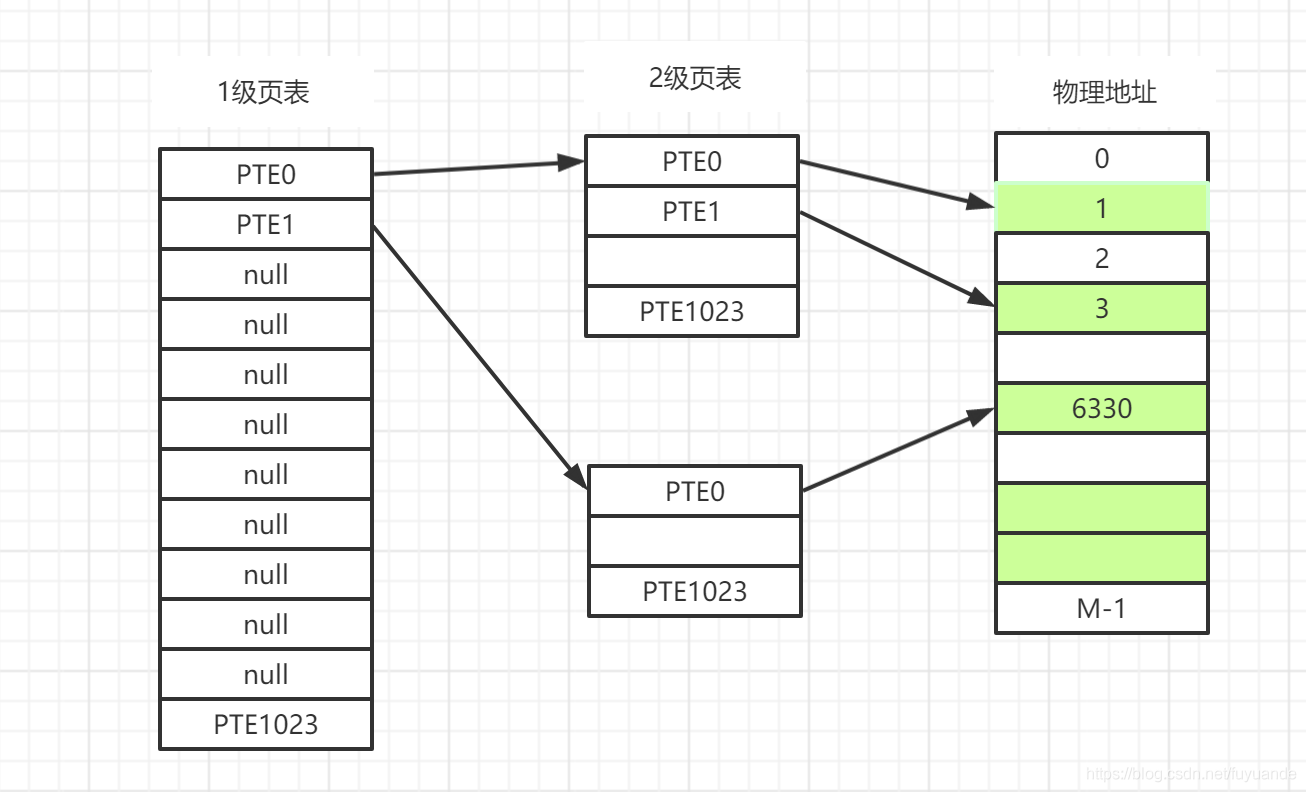 1级页表
PTE0
PTE1
null
null
null
null
null
null
null
null
null
PTE1023
2级页表
PTE0
PTE1
PTE1023
PTE0
PTE1023
物理地址
0
1
2
3
6330
M-1
https://blog.csdn.net/fuyuande